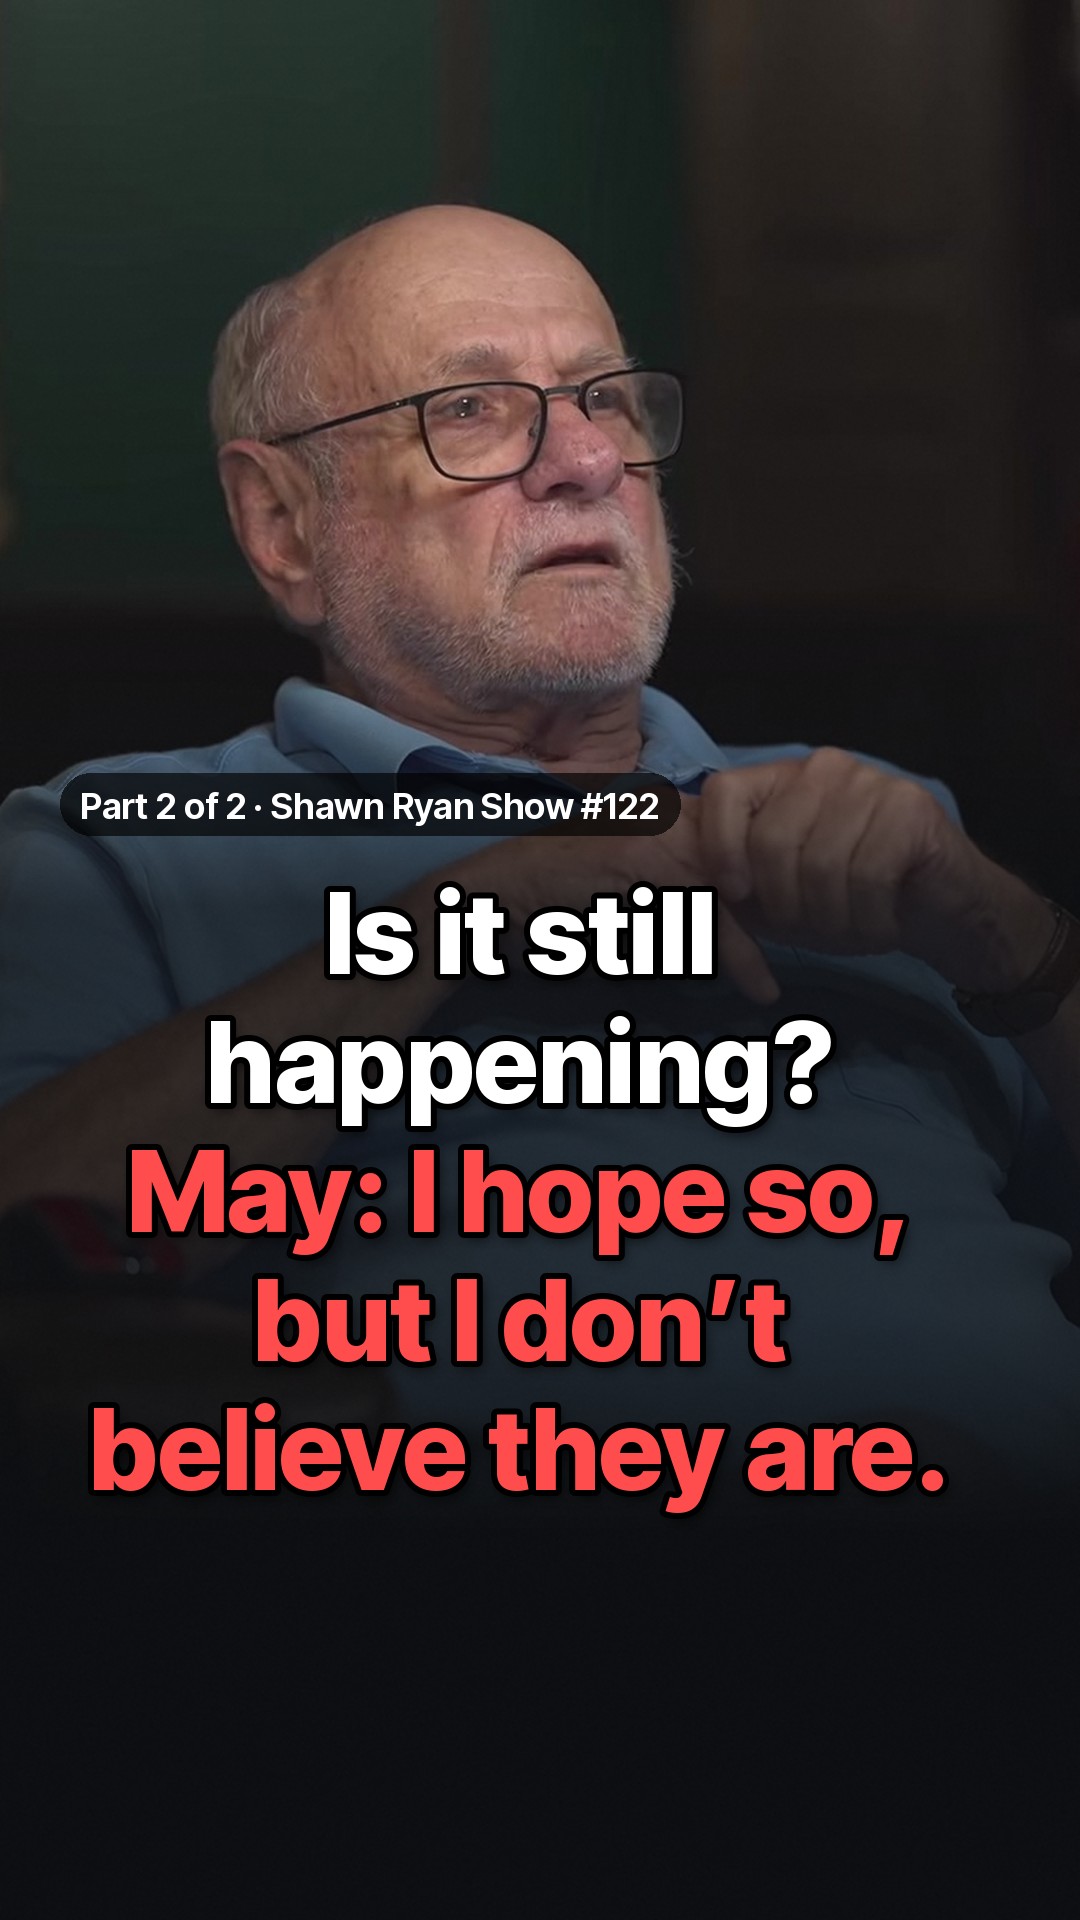 Part 2 of 2 · Shawn Ryan Show #122
Is it still
happening?
May: I hope so,
but I don’t
believe they are.